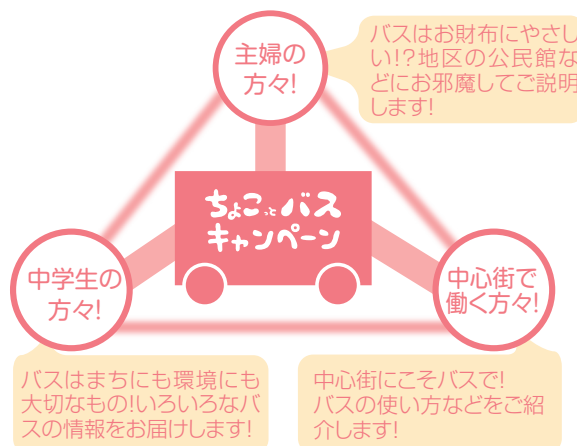 主婦の
方々!
バスはお財布にやさし
い!?地区の公民館な
どにお邪魔してご説明
します!
ちょこっとバス
キャンペーン
中学生の
方々!
中心街で
働く方々!
バスはまちにも環境にも
大切なもの!いろいろなバ
スの情報をお届けします!
中心街にこそバスで!
バスの使い方などをご紹
介します!